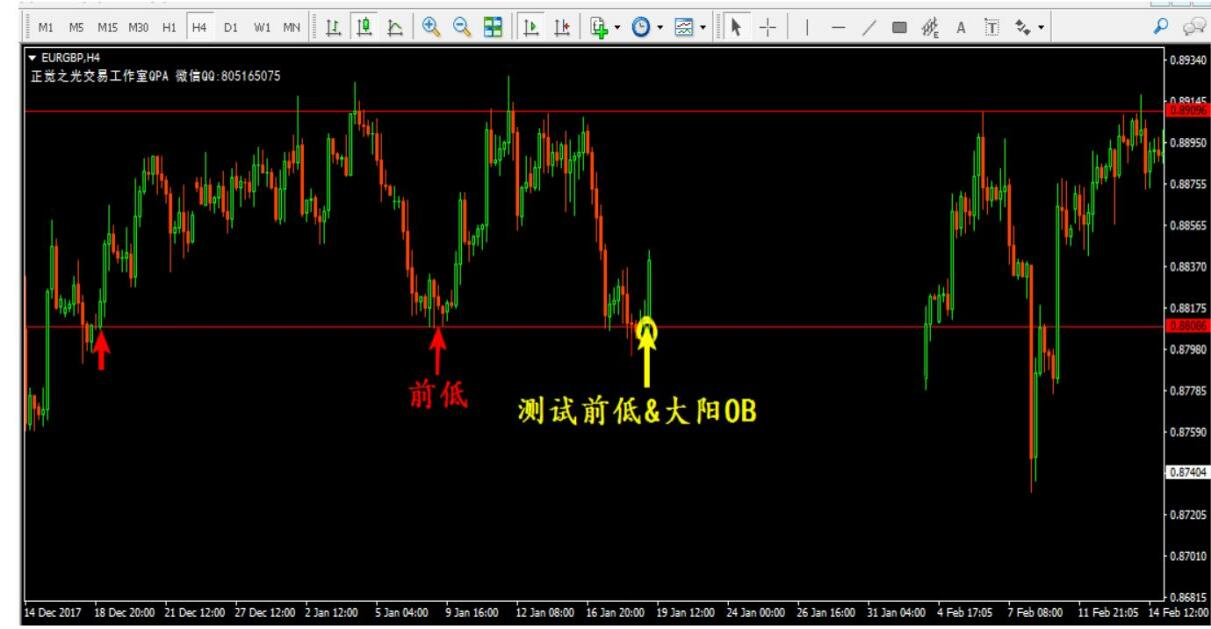 M1 M5 M15 M30 H1 H4 D1 W1 MN
E A T
EURGBP,H4
正觉之光交易工作室QPA 微信QQ:805165075
0.89340
0.89145
0.89096
0.88950
0.88755
0.88565
0.88370
0.88175
0.88086
0.87980
前低
测试前低&大阳OB
0.87785
0.87590
0.87404
0.87205
0.87010
0.86815
14 Dec 2017 18 Dec 20:00 21 Dec 12:00 27 Dec 12:00 2 Jan 12:00 5 Jan 04:00 9 Jan 16:00 12 Jan 08:00 16 Jan 20:00 19 Jan 12:00 24 Jan 00:00 26 Jan 16:00 31 Jan 04:00 4 Feb 17:05 7 Feb 08:00 11 Feb 21:05 14 Feb 12:00